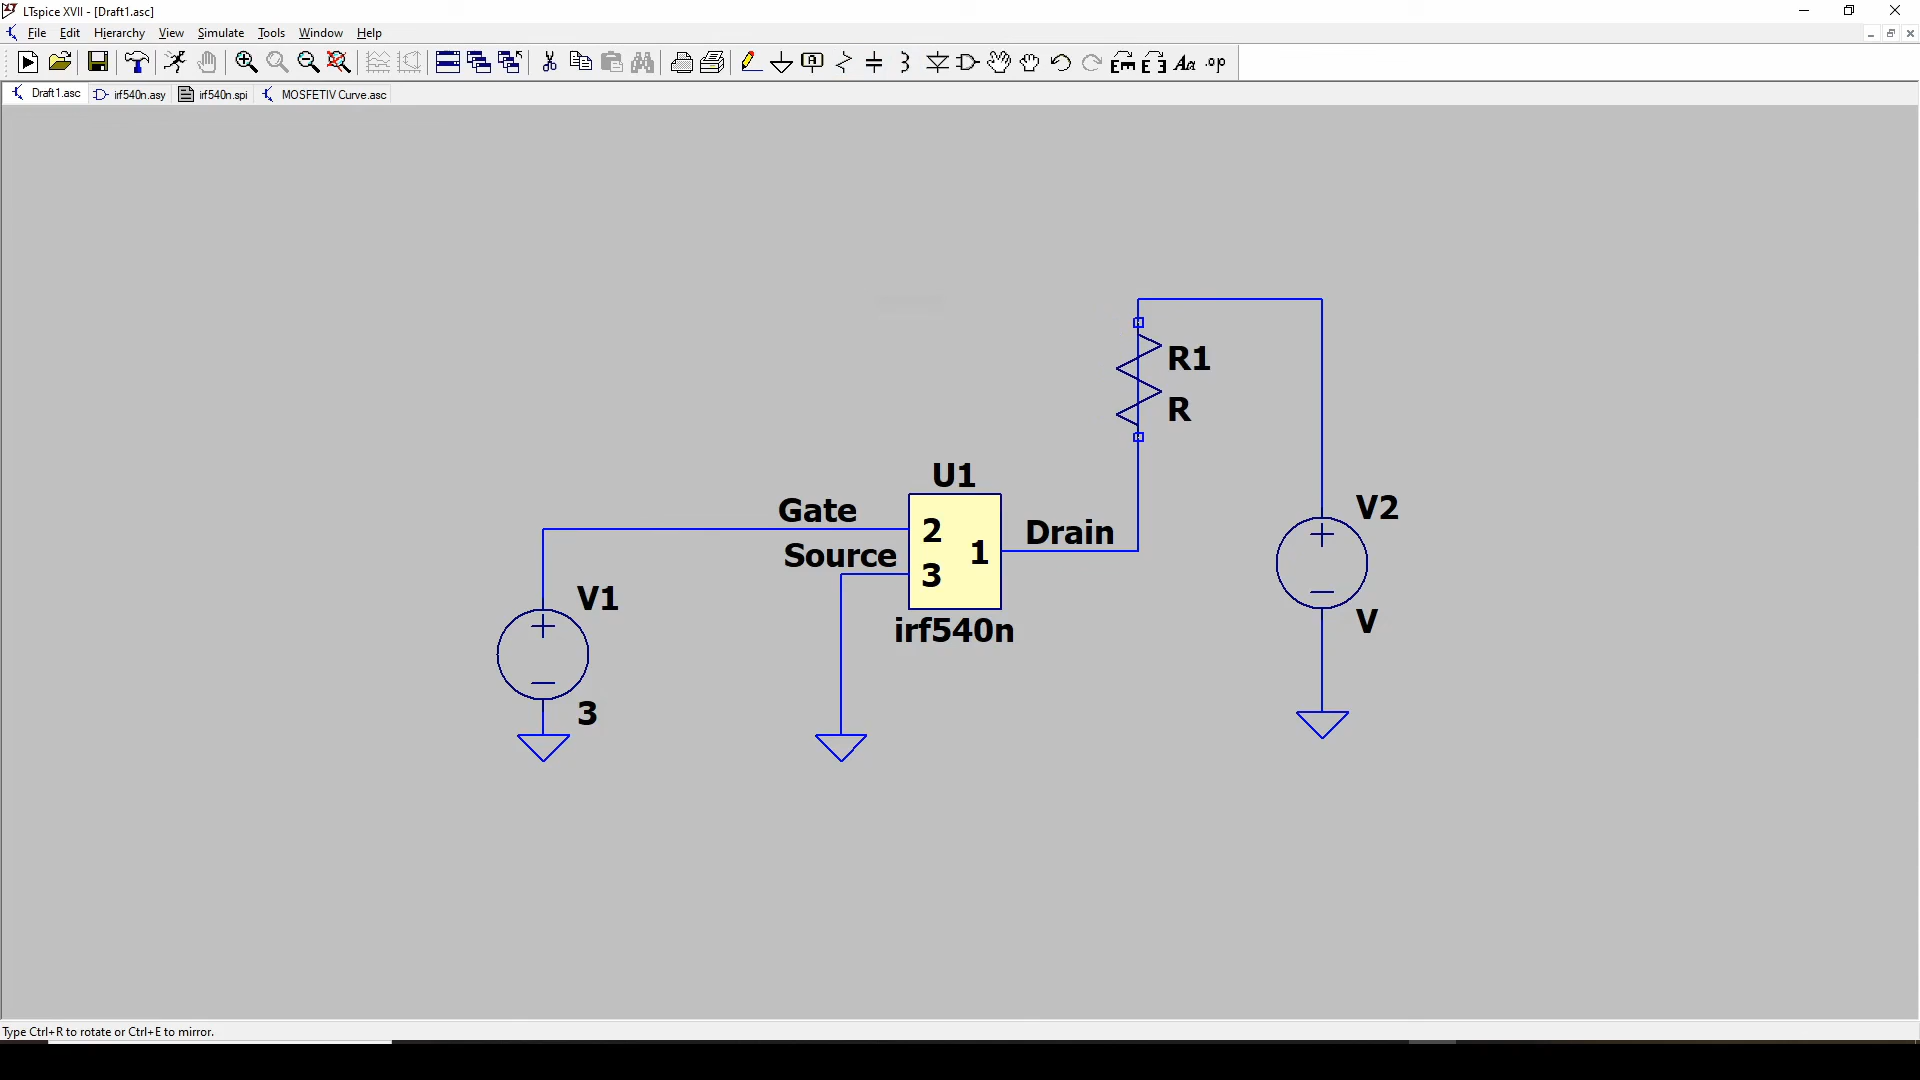 LTspice XVII - [Draft1.asc]
File Edit Hierarchy View Simulate Tools Window Help
Draft1.asc irf540n.asy irf540n.spi MOSFETIV Curve.asc
R1
R
U1
Gate
2
Source
3
1
Drain
irf540n
V1
3
V2
V
Type Ctrl+R to rotate or Ctrl+E to mirror.